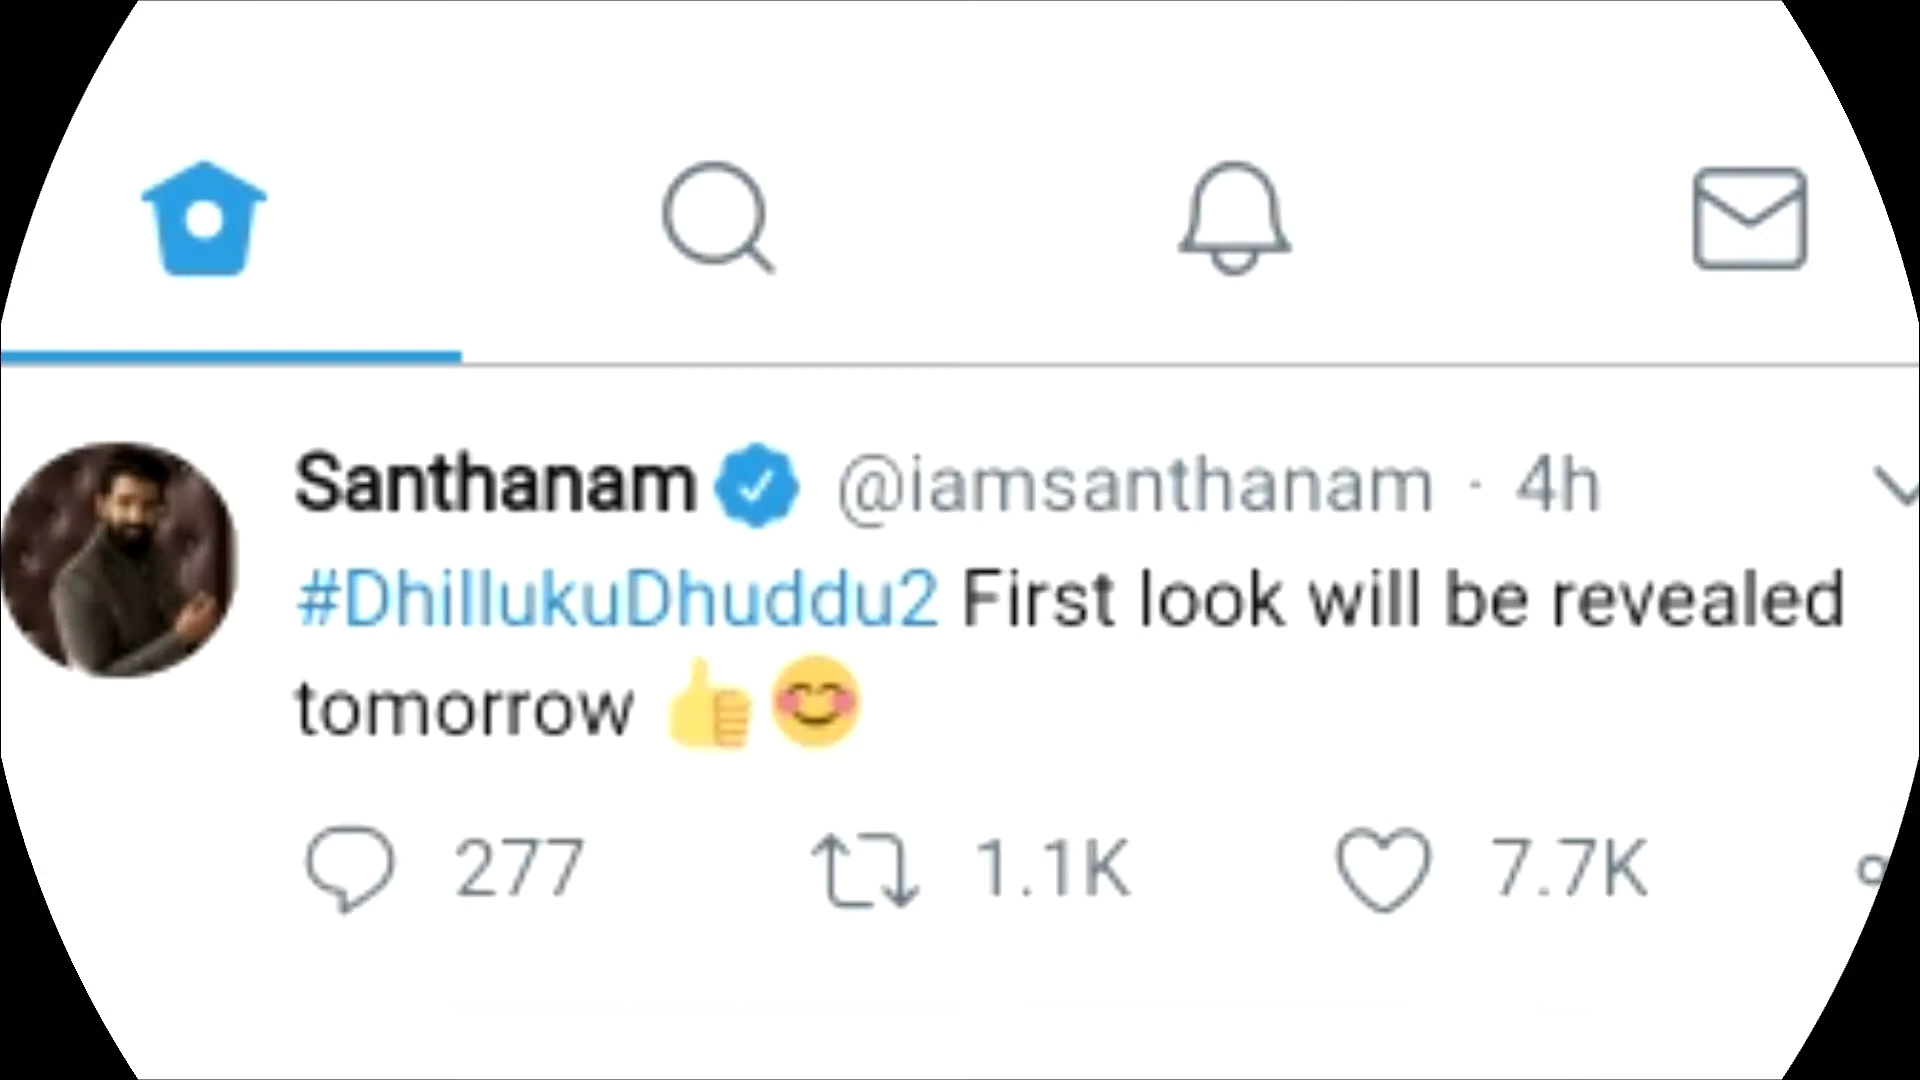 Santhanam @iamsanthanam · 4h
#DhillukuDhuddu2 First look will be revealed
tomorrow 👍😊
277 1.1K 7.7K